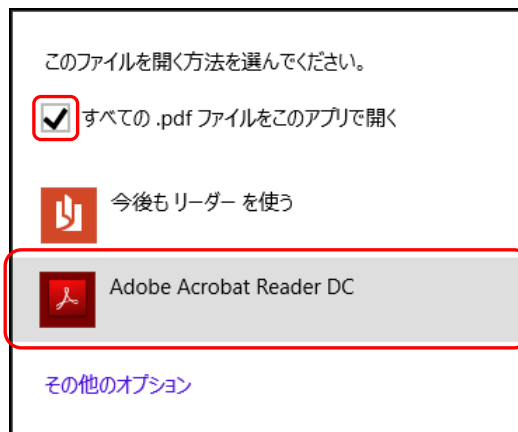 このファイルを開く方法を選んでください。
すべての .pdf ファイルをこのアプリで開く
今後も リーダー を使う
Adobe Acrobat Reader DC
その他のオプション